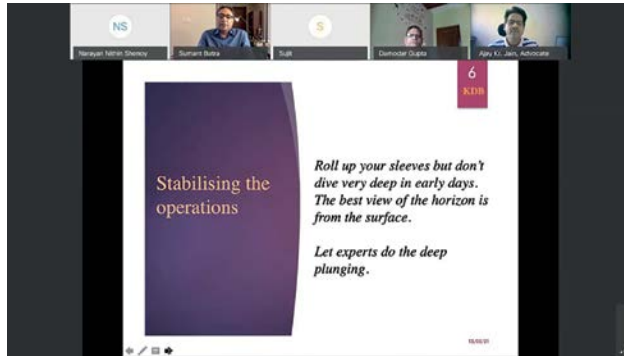 NS
S
Narayan Nithin Shenoy
Sumant Batra
Sujit
Damodar Gupta
Ajay Kr. Jain, Advocate
6
KDB
Stabilising the
operations
Roll up your sleeves but don't
dive very deep in early days.
The best view of the horizon is
from the surface.
Let experts do the deep
plunging.